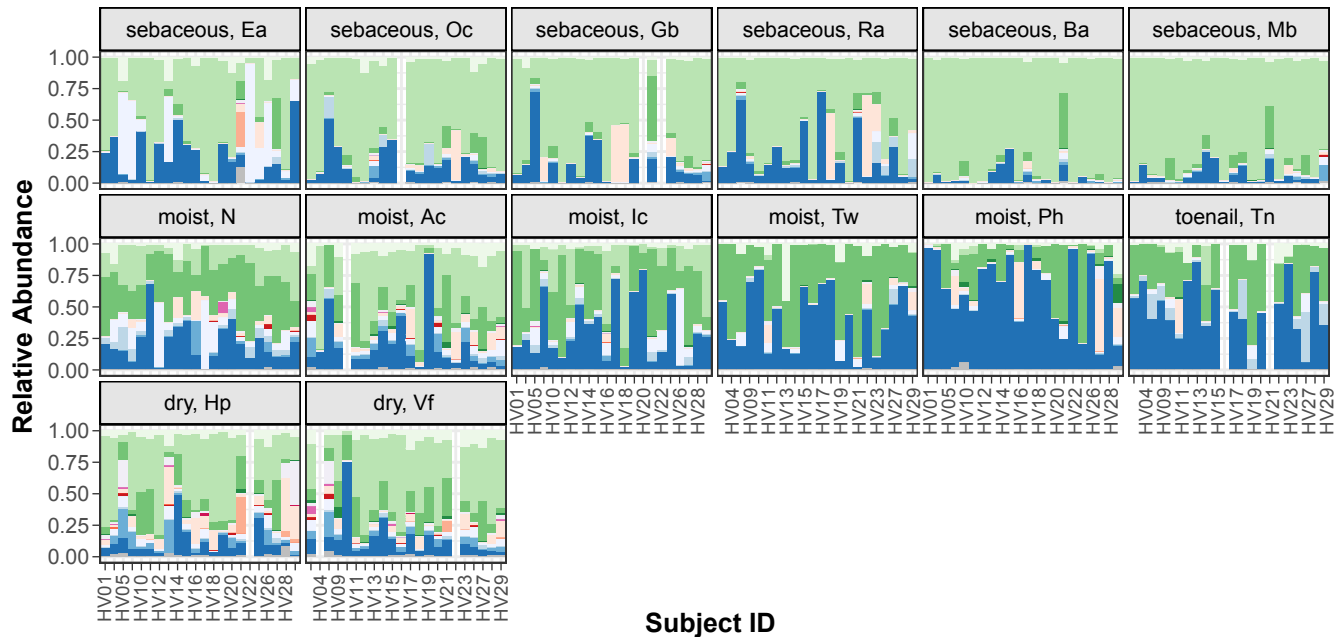 sebaceous, Ea sebaceous, Oc sebaceous, Gb sebaceous, Ra sebaceous, Ba sebaceous, Mb
1.00
0.75
0.50
0.25
0.00
moist, N moist, Ac moist, Ic moist, Tw moist, Ph toenail, Tn
1.00
0.75
0.50
0.25
0.00
HV01 HV05 HV10 HV12 HV14 HV16 HV18 HV20 HV22 HV26 HV28
HV04 HV09 HV11 HV13 HV15 HV17 HV19 HV21 HV23 HV27 HV29
HV01 HV05 HV10 HV12 HV14 HV16 HV18 HV20 HV22 HV26 HV28
HV04 HV09 HV11 HV13 HV15 HV17 HV19 HV21 HV23 HV27 HV29
dry, Hp dry, Vf
1.00
0.75
0.50
0.25
0.00
HV01 HV05 HV10 HV12 HV14 HV16 HV18 HV20 HV22 HV26 HV28
HV04 HV09 HV11 HV13 HV15 HV17 HV19 HV21 HV23 HV27 HV29
Relative Abundance
Subject ID